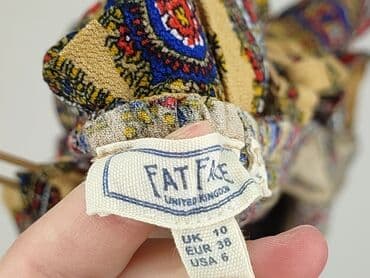 FAT FACE
UNITED KINGDOM
UK 10
EUR 38
USA 6